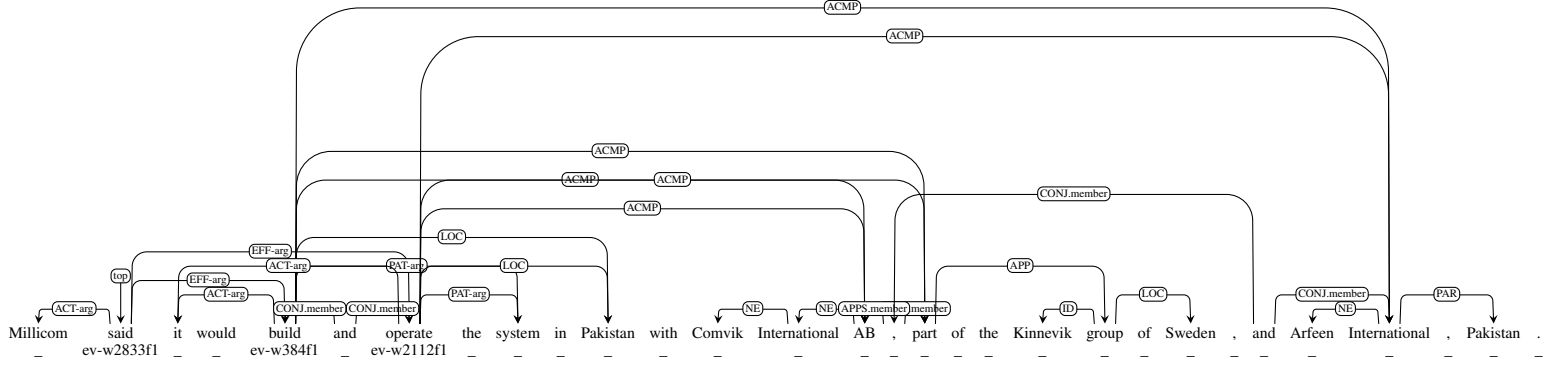 ACMP
ACMP
ACMP
ACMP ACMP
CONJ.member
ACMP
LOC
EFF-arg
top ACT-arg PAT-arg LOC APP
EFF-arg
ACT-arg PAT-arg LOC CONJ.member PAR
ACT-arg CONJ.member CONJ.member NE NE APPS.member member ID NE
Millicom said it would build and operate the system in Pakistan with Comvik International AB , part of the Kinnevik group of Sweden , and Arfeen International , Pakistan .
_ ev-w2833f1 _ _ ev-w384f1 _ ev-w2112f1 _ _ _ _ _ _ _ _ _ _ _ _ _ _ _ _ _ _ _ _ _ _ _